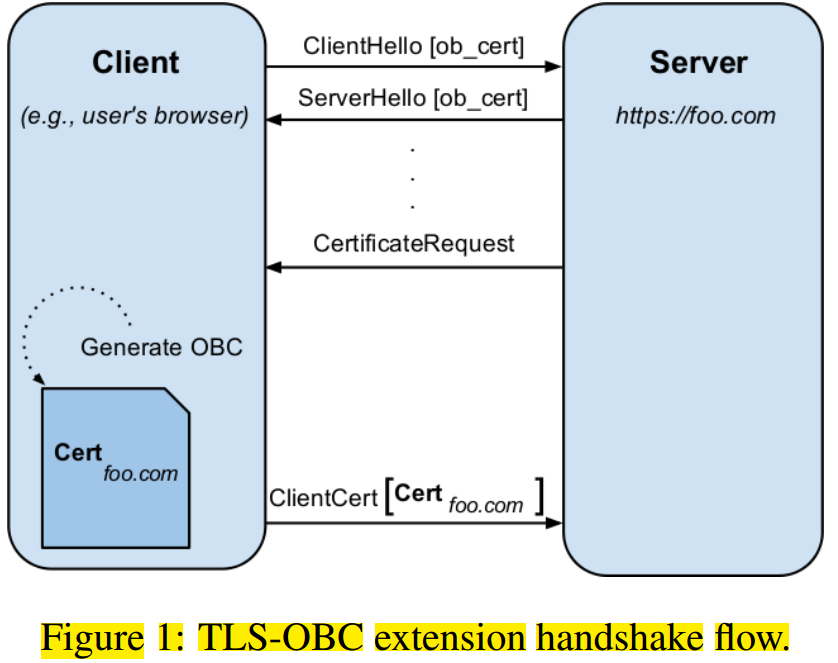 Client
(e.g., user's browser)
ClientHello [ob_cert]
Server
https://foo.com
ServerHello [ob_cert]
.
.
.
CertificateRequest
Generate OBC
Cert foo.com
ClientCert [Cert foo.com ]
Figure 1: TLS-OBC extension handshake flow.